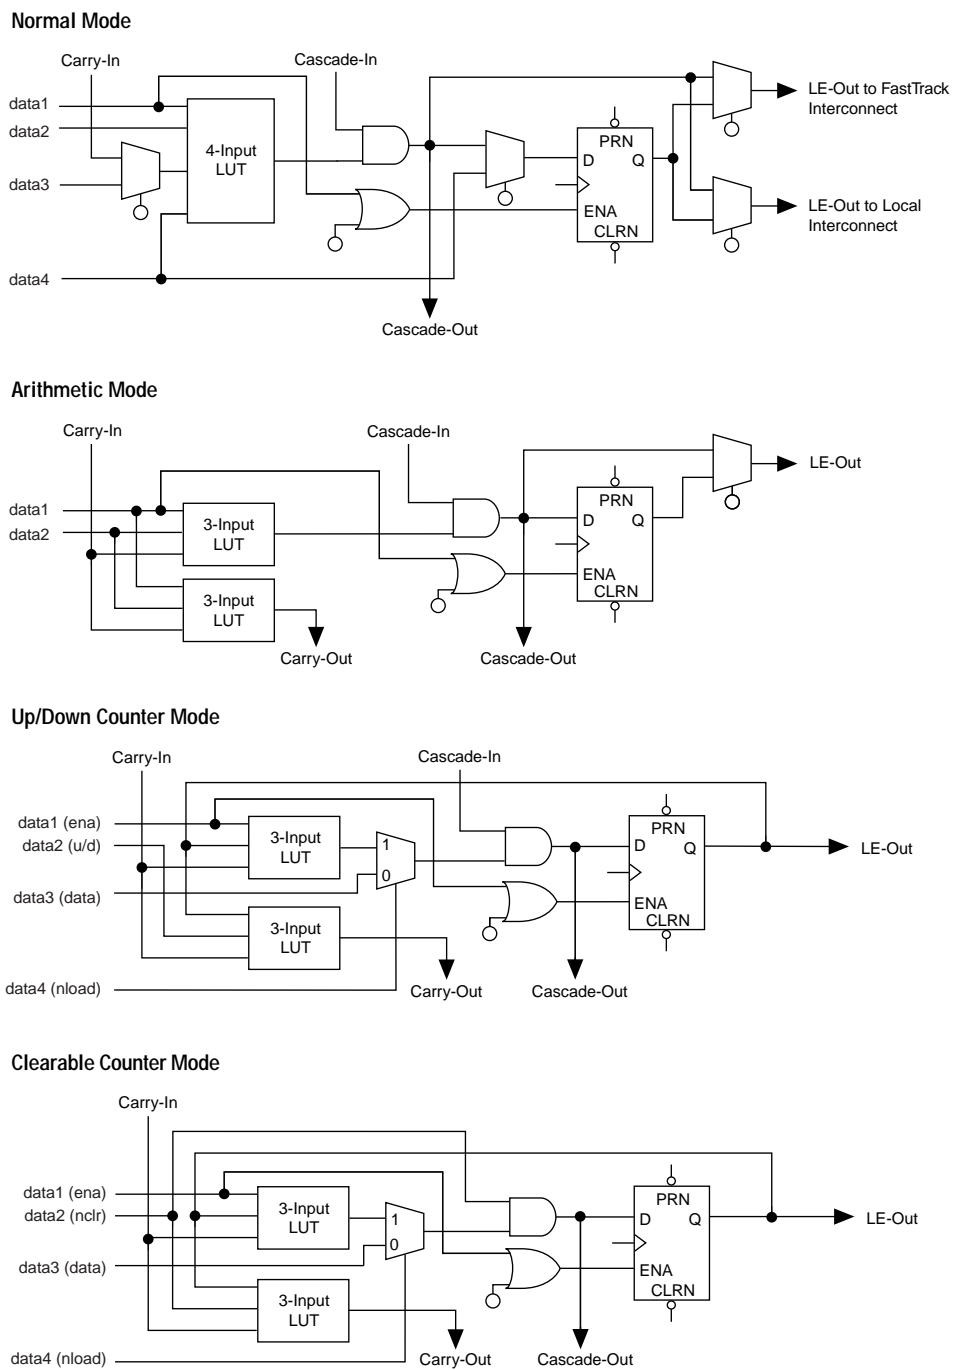 Normal Mode
Carry-In
Cascade-In
data1
data2
data3
data4
4-Input
LUT
PRN
D
Q
ENA
CLRN
LE-Out to FastTrack
Interconnect
LE-Out to Local
Interconnect
Cascade-Out
Arithmetic Mode
Carry-In
Cascade-In
data1
data2
3-Input
LUT
3-Input
LUT
PRN
D
Q
ENA
CLRN
LE-Out
Carry-Out
Cascade-Out
Up/Down Counter Mode
Carry-In
Cascade-In
data1 (ena)
data2 (u/d)
data3 (data)
data4 (nload)
3-Input
LUT
1
0
3-Input
LUT
PRN
D
Q
ENA
CLRN
LE-Out
Carry-Out
Cascade-Out
Clearable Counter Mode
Carry-In
data1 (ena)
data2 (nclr)
data3 (data)
data4 (nload)
3-Input
LUT
1
0
3-Input
LUT
PRN
D
Q
ENA
CLRN
LE-Out
Carry-Out
Cascade-Out